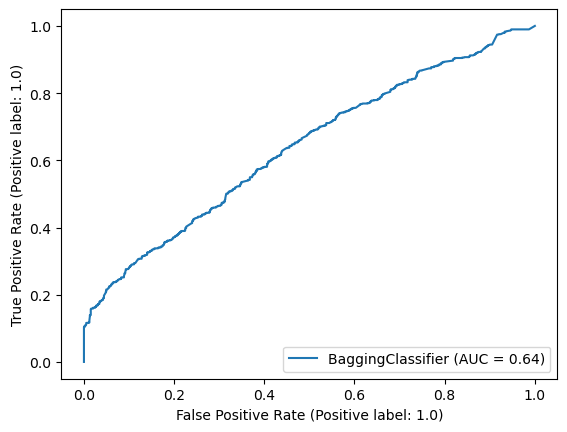 True Positive Rate (Positive label: 1.0)
1.0
0.8
0.6
0.4
0.2
0.0
0.0 0.2 0.4 0.6 0.8 1.0
BaggingClassifier (AUC = 0.64)
False Positive Rate (Positive label: 1.0)